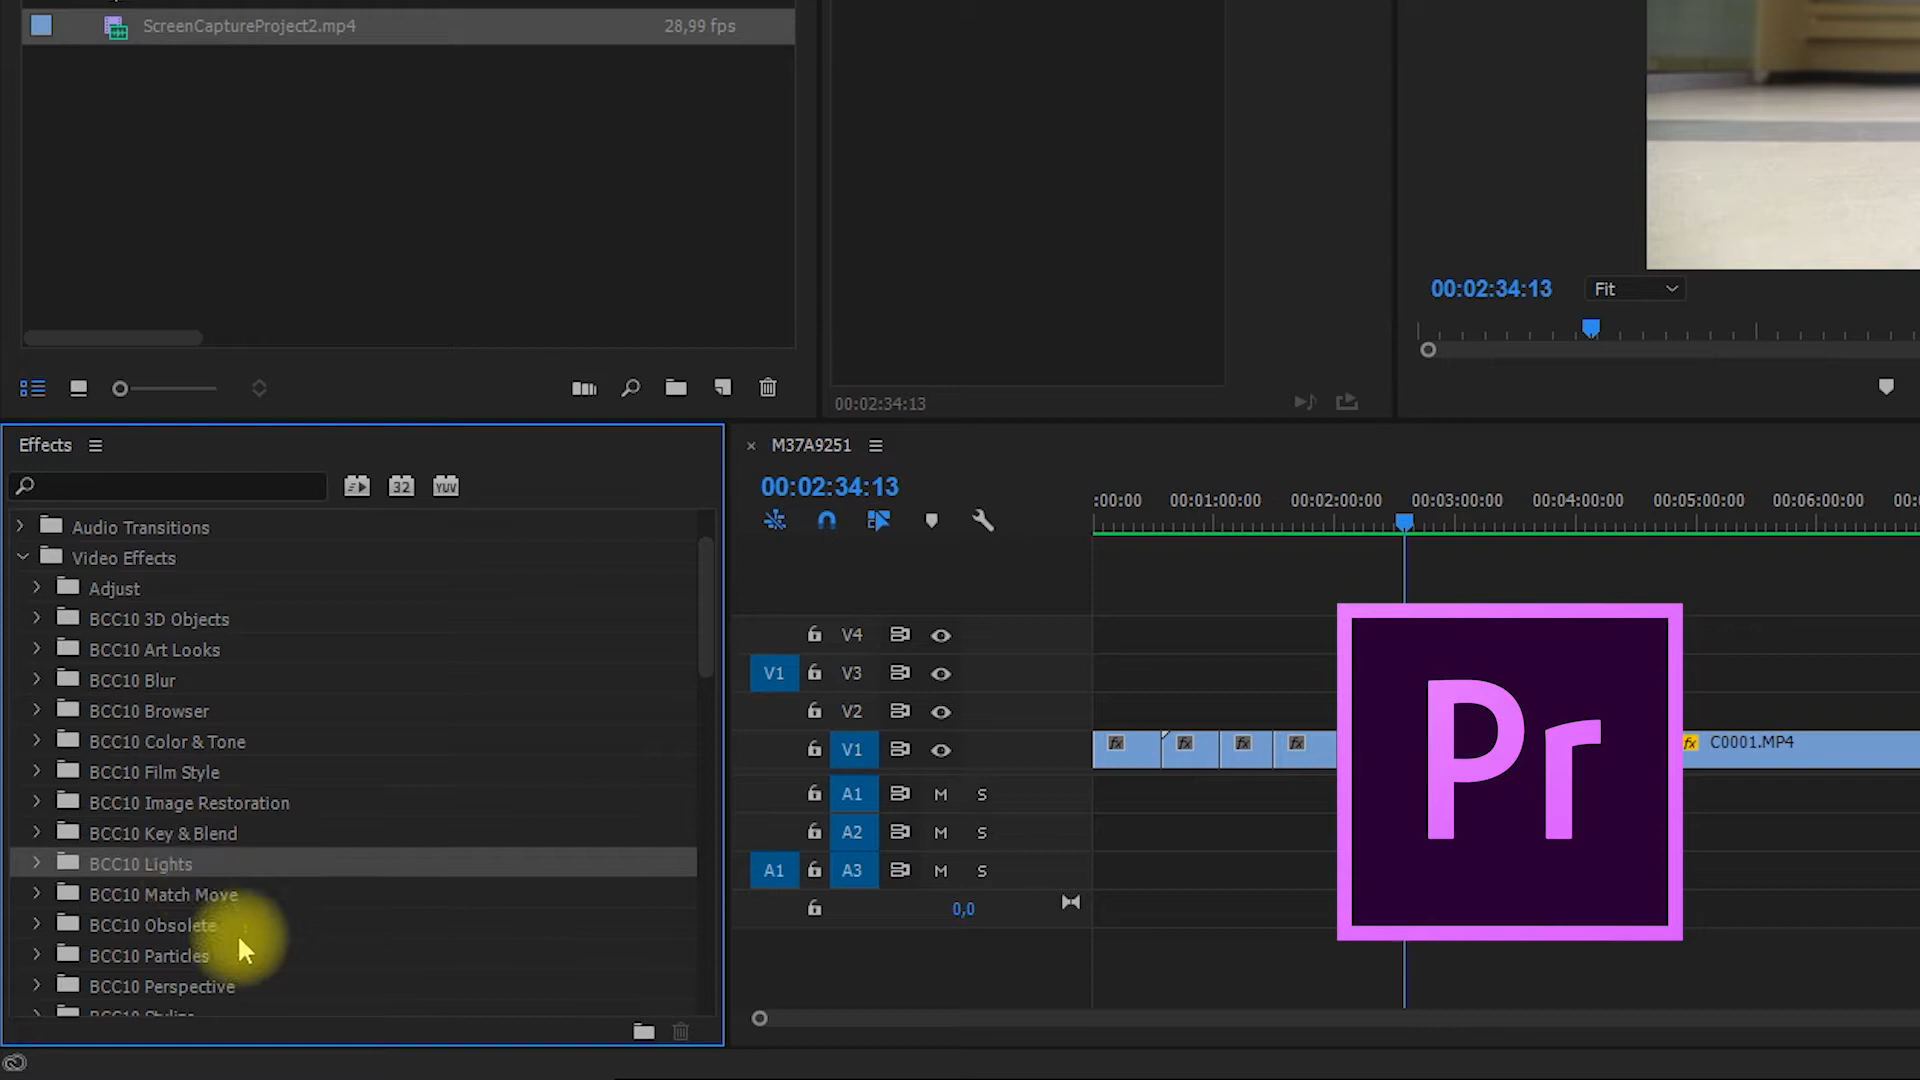 ScreenCaptureProject2.mp4 28,99 fps
00:02:34:13 Fit
00:02:34:13
Effects
32 YUV
Audio Transitions
Video Effects
Adjust
BCC10 3D Objects
BCC10 Art Looks
BCC10 Blur
BCC10 Browser
BCC10 Color & Tone
BCC10 Film Style
BCC10 Image Restoration
BCC10 Key & Blend
BCC10 Lights
BCC10 Match Move
BCC10 Obsolete
BCC10 Particles
BCC10 Perspective
M37A9251
00:02:34:13
:00:00 00:01:00:00 00:02:00:00 00:03:00:00 00:04:00:00 00:05:00:00 00:06:00:00
V4
V1 V3
V2
V1 fx fx fx fx fx C0001.MP4
A1 M S
A2 M S
A1 A3 M S
0,0
Pr